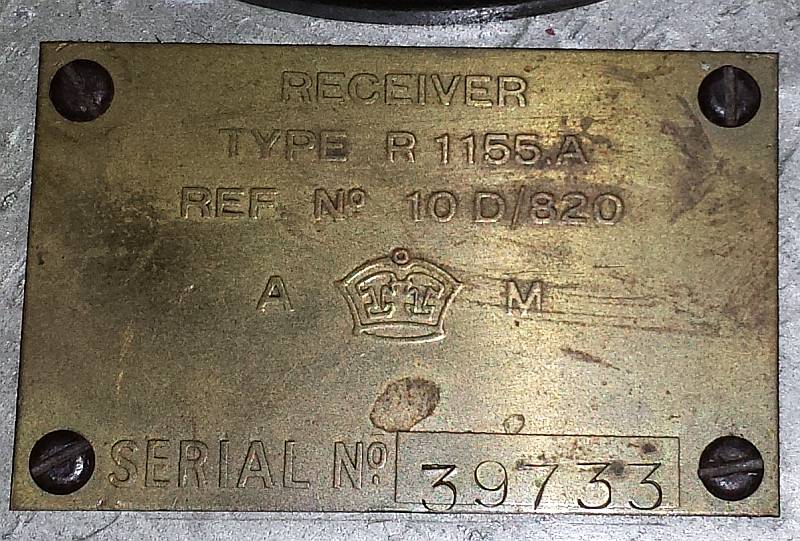 RECEIVER
TYPE R 1155.A
REF. Nº 10 D/820
A M
SERIAL Nº 39733